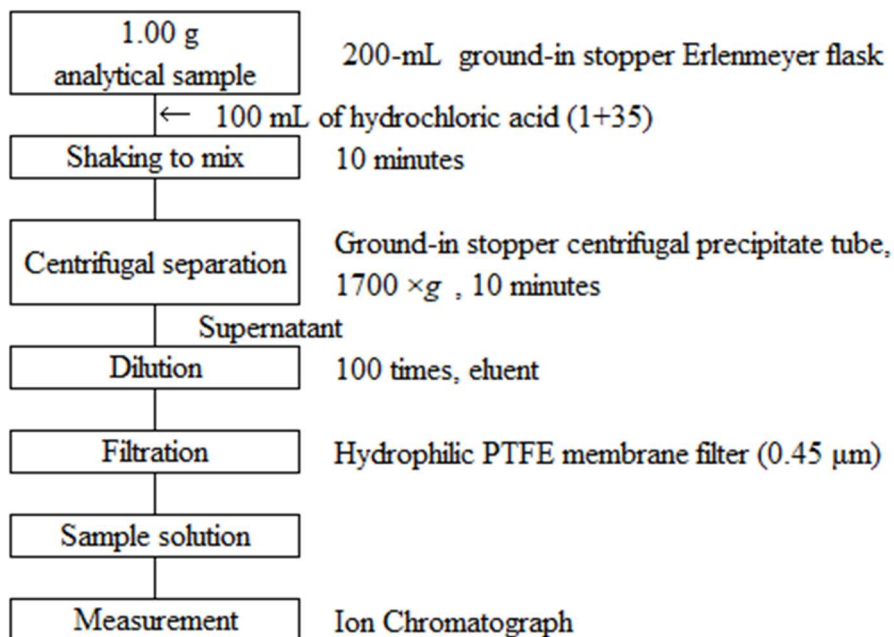 1.00 g
analytical sample
200-mL ground-in stopper Erlenmeyer flask
← 100 mL of hydrochloric acid (1+35)
Shaking to mix
10 minutes
Centrifugal separation
Ground-in stopper centrifugal precipitate tube,
1700 ×g , 10 minutes
Supernatant
Dilution
100 times, eluent
Filtration
Hydrophilic PTFE membrane filter (0.45 μm)
Sample solution
Measurement
Ion Chromatograph